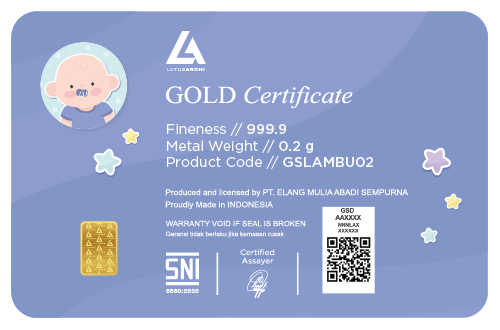 LOTUSARCHI
GOLD Certificate
Fineness // 999.9
Metal Weight // 0.2 g
Product Code // GSLAMBU02
Produced and licensed by PT. ELANG MULIA ABADI SEMPURNA
Proudly Made in INDONESIA
WARRANTY VOID IF SEAL IS BROKEN
Garansi tidak berlaku jika kemasan rusak
SNI
8880:2020
Certified
Assayer
GSD
AAXXXX
NNNLAX
XXXXXX